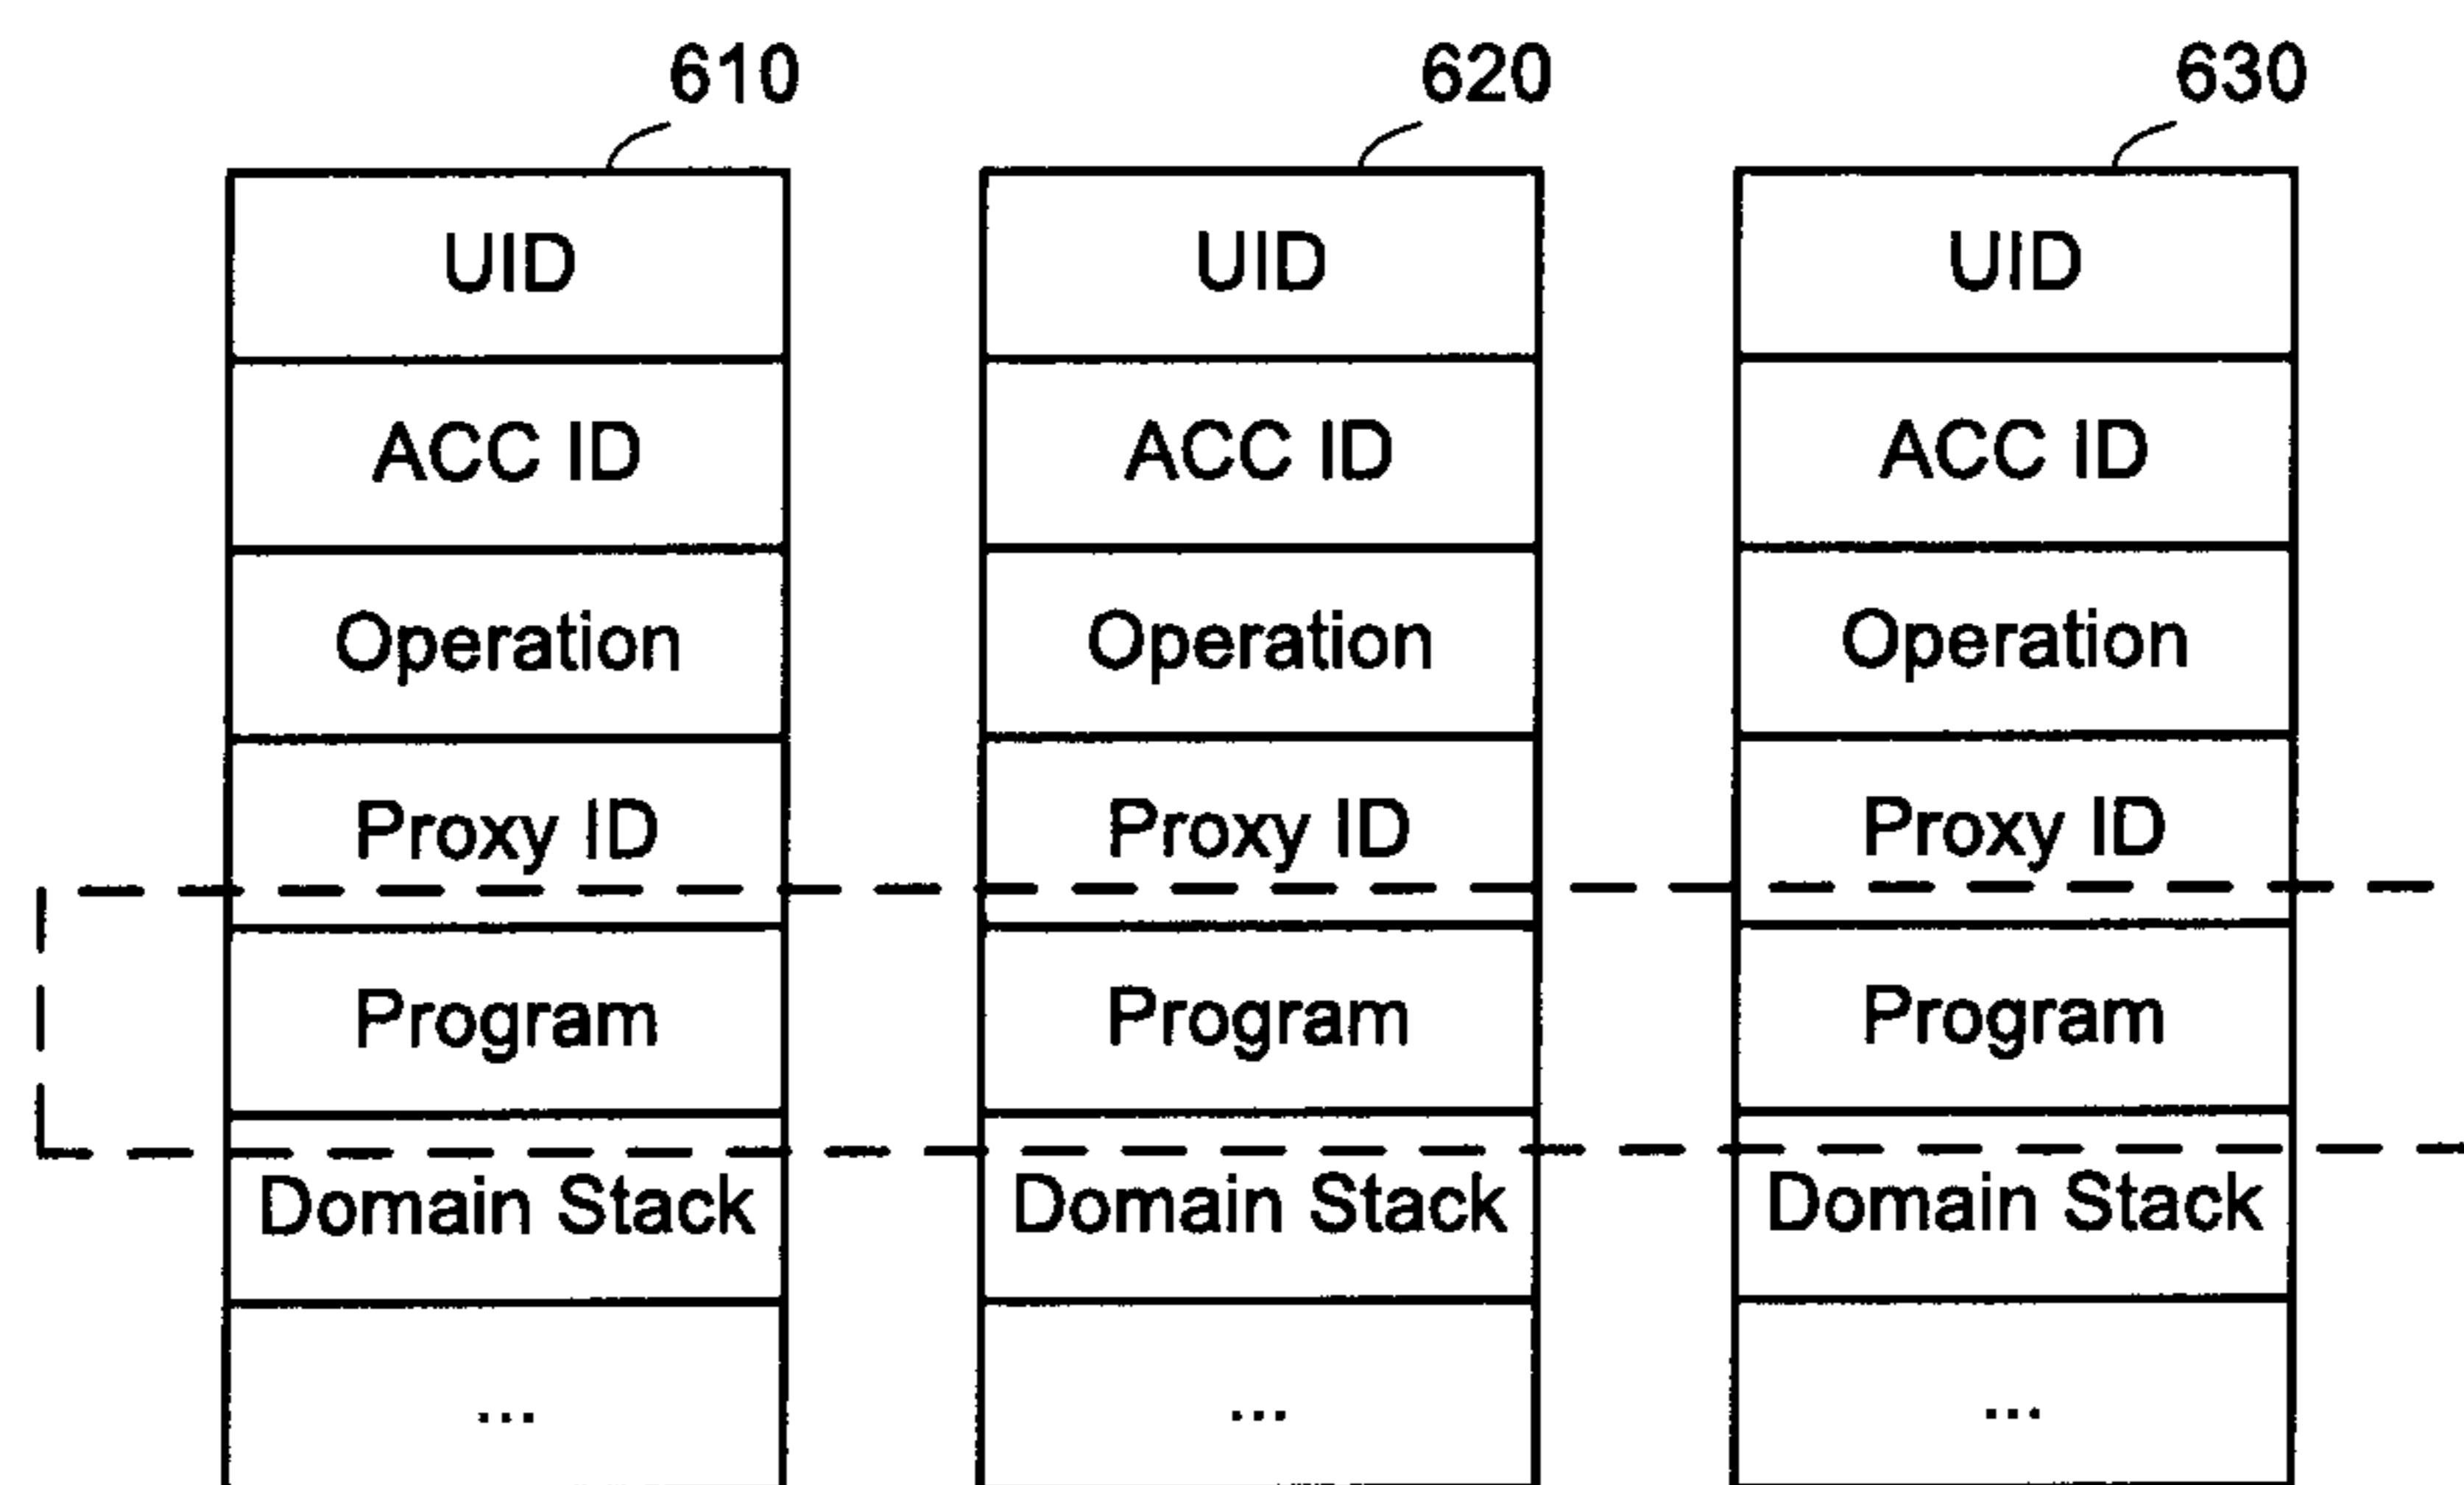 610 620 630
UID UID UID
ACC ID ACC ID ACC ID
Operation Operation Operation
Proxy ID Proxy ID Proxy ID
Program Program Program
Domain Stack Domain Stack Domain Stack
... ... ...